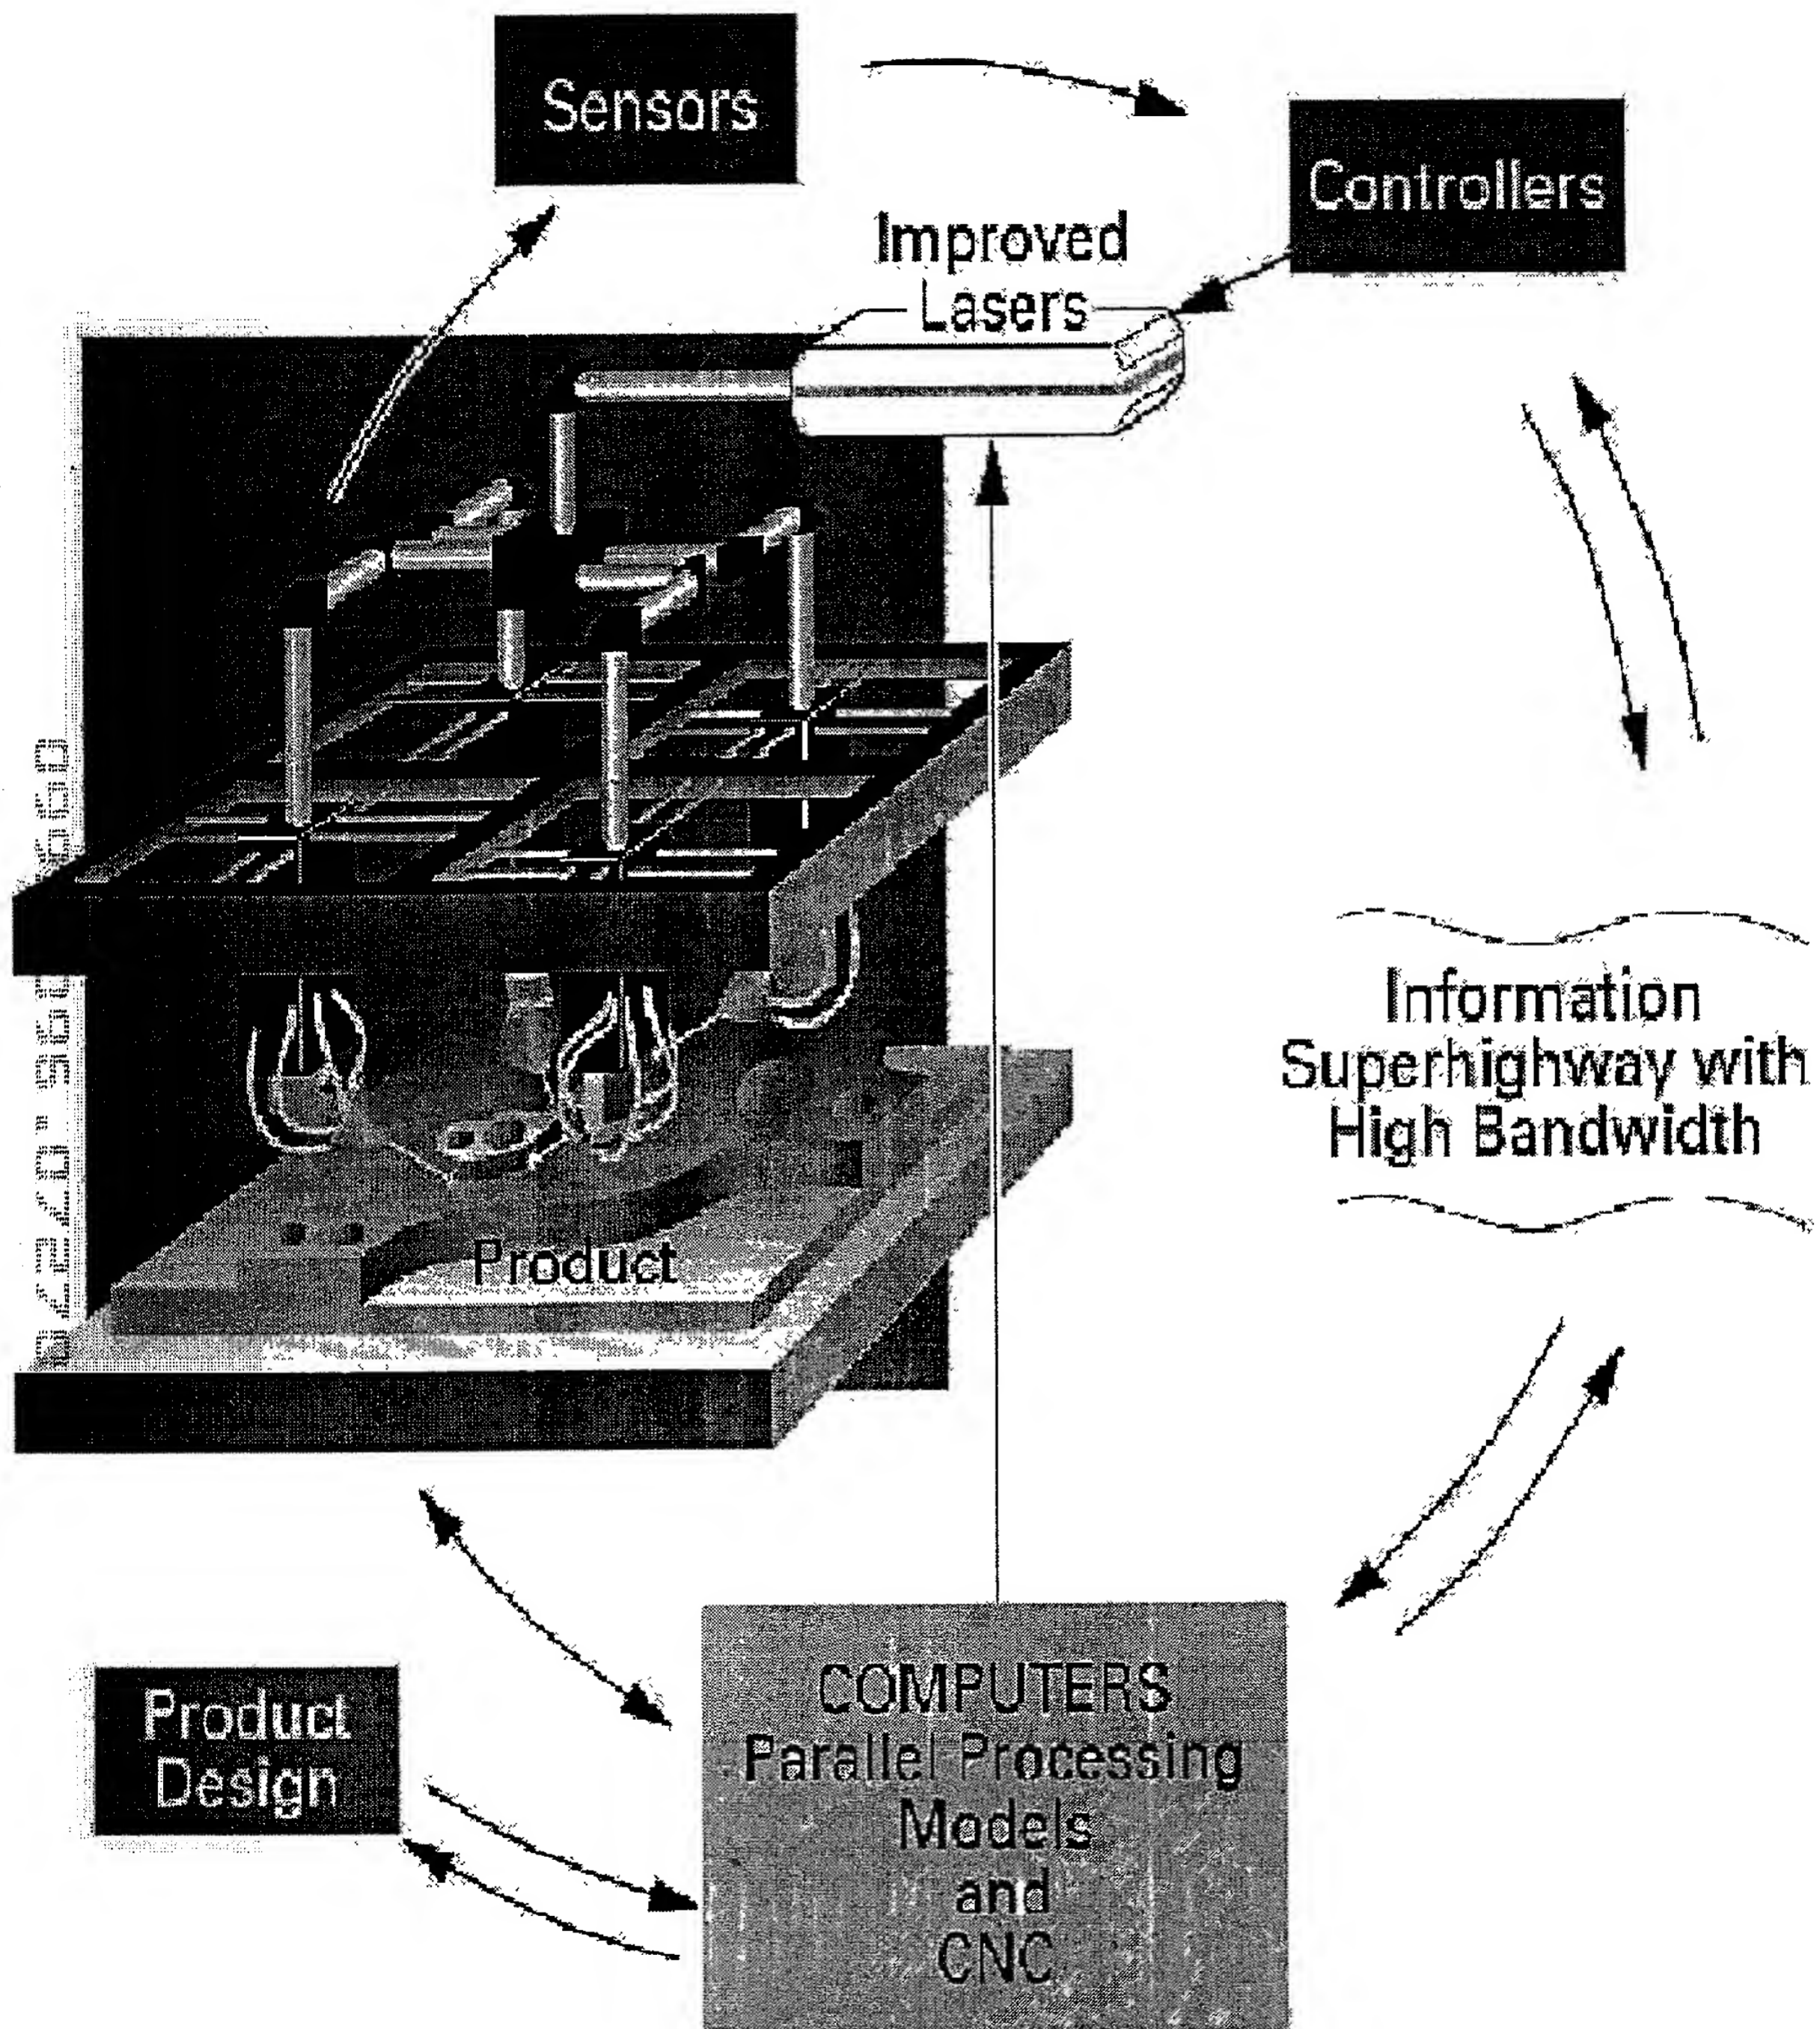 Sensors
Controllers
Improved
Lasers
Information
Superhighway with
High Bandwidth
Product
Product
Design
COMPUTERS
Parallel Processing
Models
and
CNC